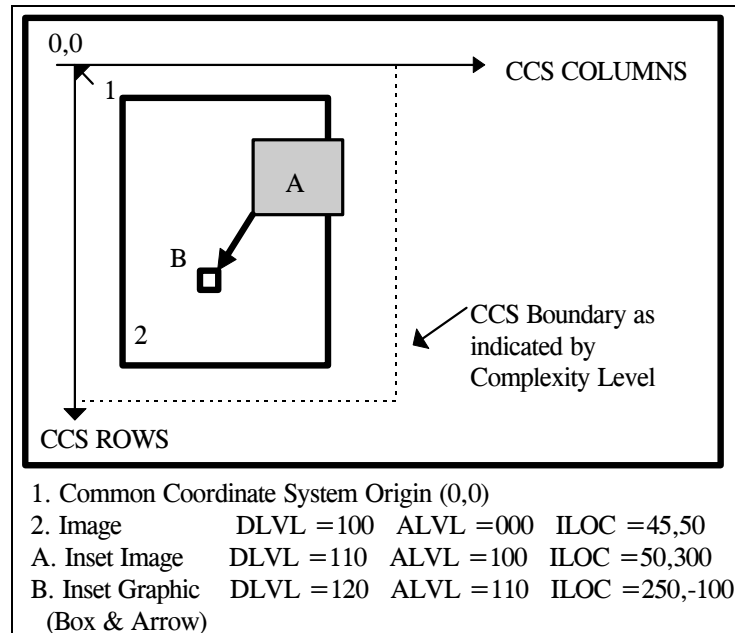 0,0
CCS COLUMNS
1
A
B
2
CCS Boundary as
indicated by
Complexity Level
CCS ROWS
1. Common Coordinate System Origin (0,0)
2. Image DLVL =100 ALVL =000 ILOC =45,50
A. Inset Image DLVL =110 ALVL =100 ILOC =50,300
B. Inset Graphic DLVL =120 ALVL =110 ILOC =250,-100
(Box & Arrow)